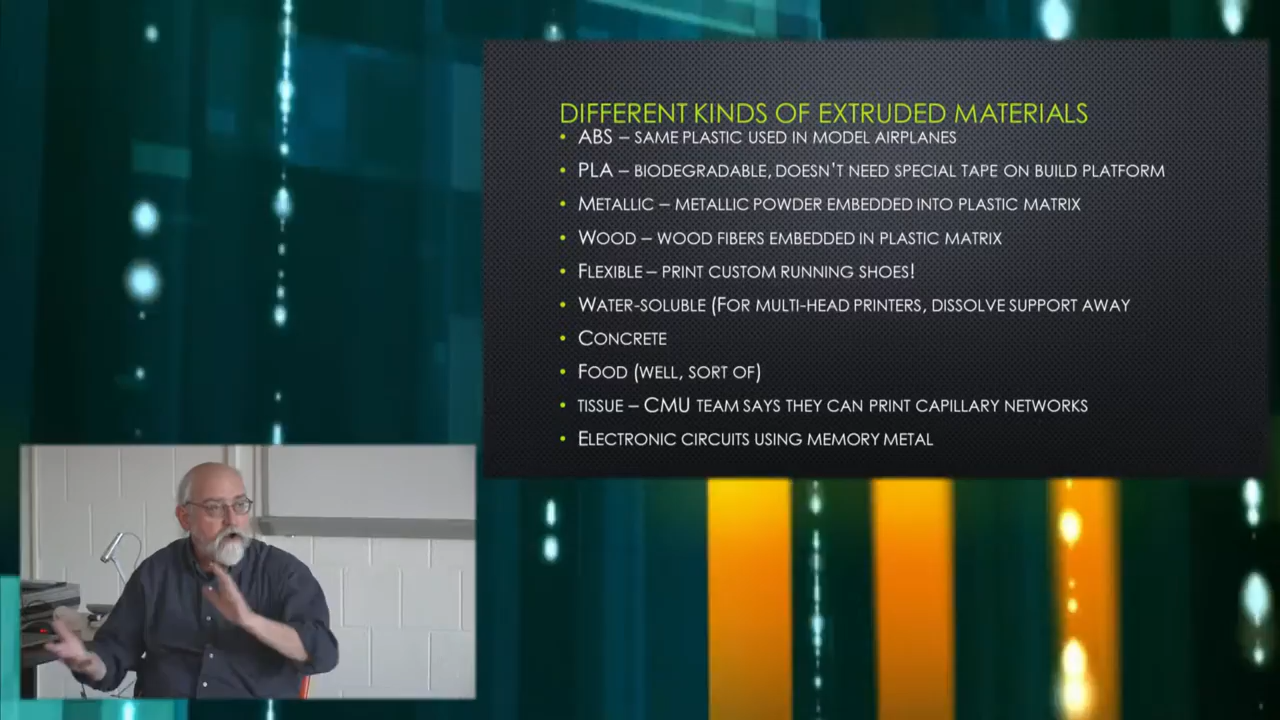 DIFFERENT KINDS OF EXTRUDED MATERIALS
• ABS – SAME PLASTIC USED IN MODEL AIRPLANES
• PLA – BIODEGRADABLE, DOESN'T NEED SPECIAL TAPE ON BUILD PLATFORM
• METALLIC – METALLIC POWDER EMBEDDED INTO PLASTIC MATRIX
• WOOD – WOOD FIBERS EMBEDDED IN PLASTIC MATRIX
• FLEXIBLE – PRINT CUSTOM RUNNING SHOES!
• WATER-SOLUBLE (FOR MULTI-HEAD PRINTERS, DISSOLVE SUPPORT AWAY
• CONCRETE
• FOOD (WELL, SORT OF)
• TISSUE – CMU TEAM SAYS THEY CAN PRINT CAPILLARY NETWORKS
• ELECTRONIC CIRCUITS USING MEMORY METAL